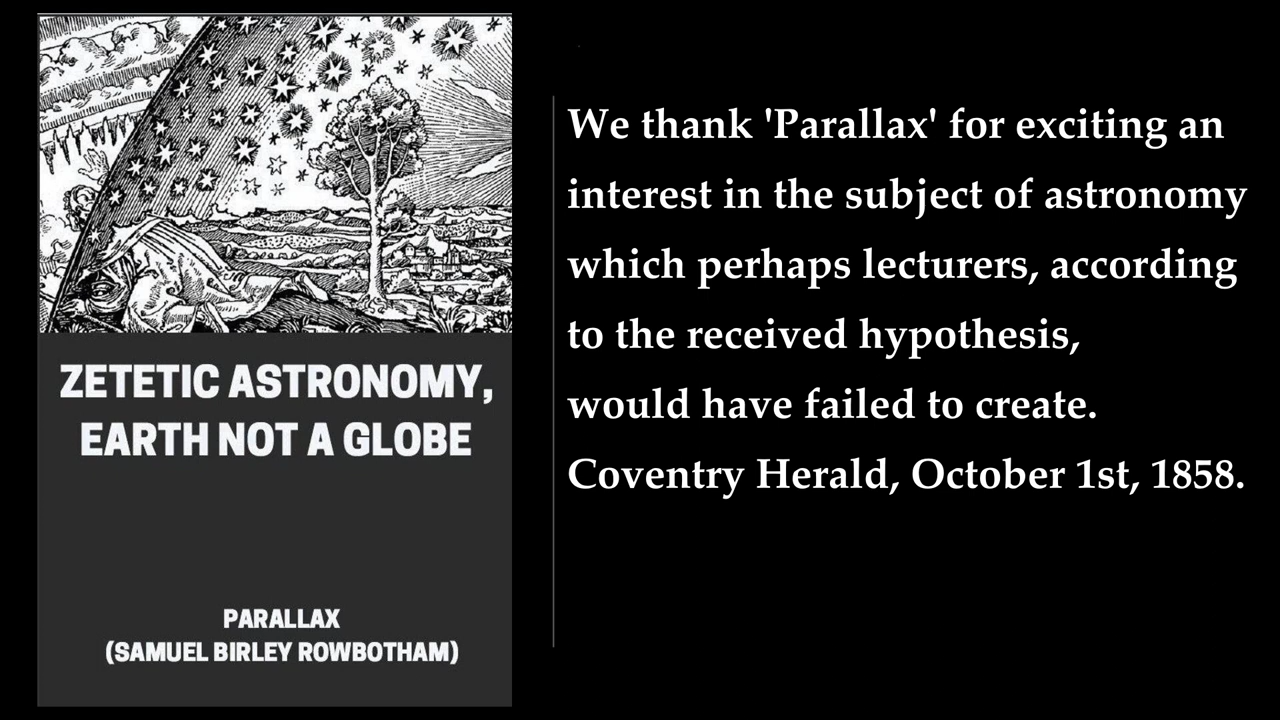 ZETETIC ASTRONOMY,
EARTH NOT A GLOBE
PARALLAX
(SAMUEL BIRLEY ROWBOTHAM)
We thank 'Parallax' for exciting an
interest in the subject of astronomy
which perhaps lecturers, according
to the received hypothesis,
would have failed to create.
Coventry Herald, October 1st, 1858.